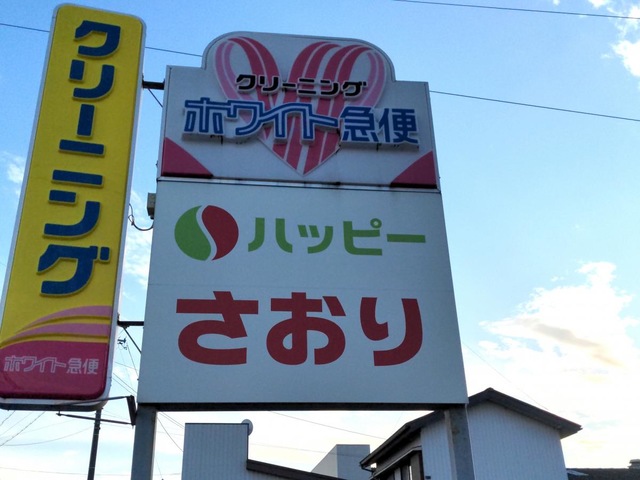 クリーニング
ホワイト急便
クリーニング
ホワイト急便
ハッピー
さおり